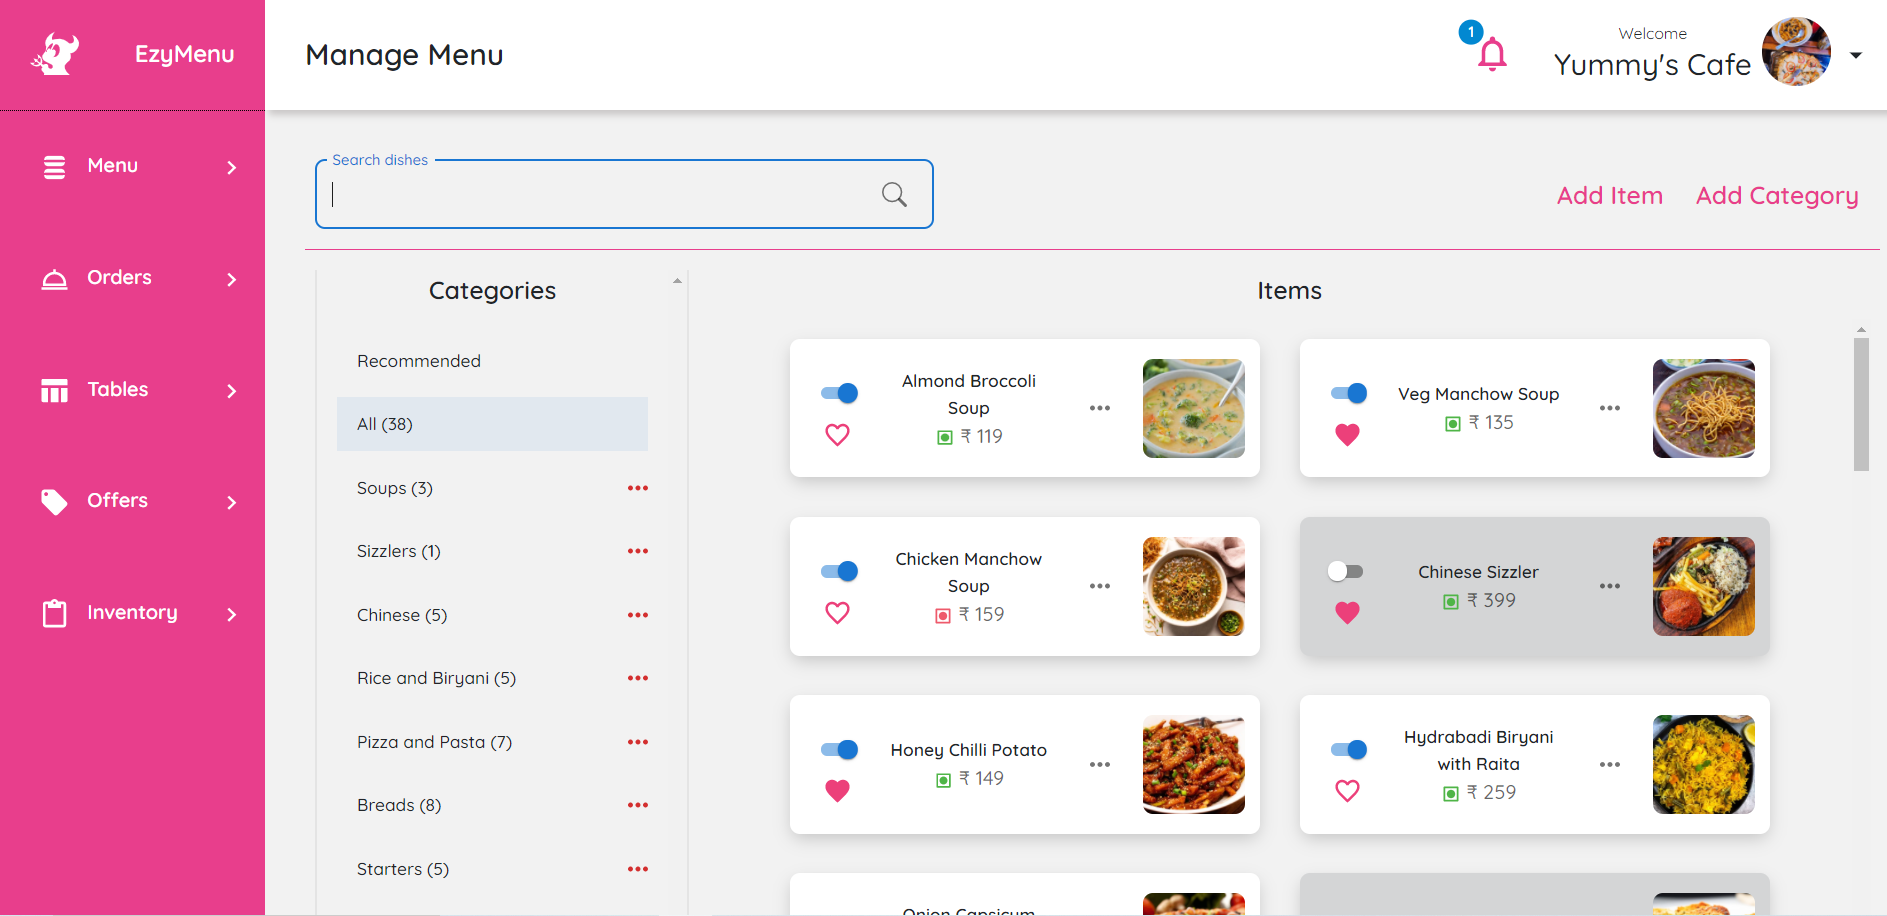 EzyMenu
Manage Menu
1
Welcome
Yummy's Cafe
Menu
Orders
Tables
Offers
Inventory
Search dishes
Add Item
Add Category
Categories
Recommended
All (38)
Soups (3)
Sizzlers (1)
Chinese (5)
Rice and Biryani (5)
Pizza and Pasta (7)
Breads (8)
Starters (5)
Items
Almond Broccoli
Soup
₹ 119
Veg Manchow Soup
₹ 135
Chicken Manchow
Soup
₹ 159
Chinese Sizzler
₹ 399
Honey Chilli Potato
₹ 149
Hydrabadi Biryani
with Raita
₹ 259
Onion Capsicum